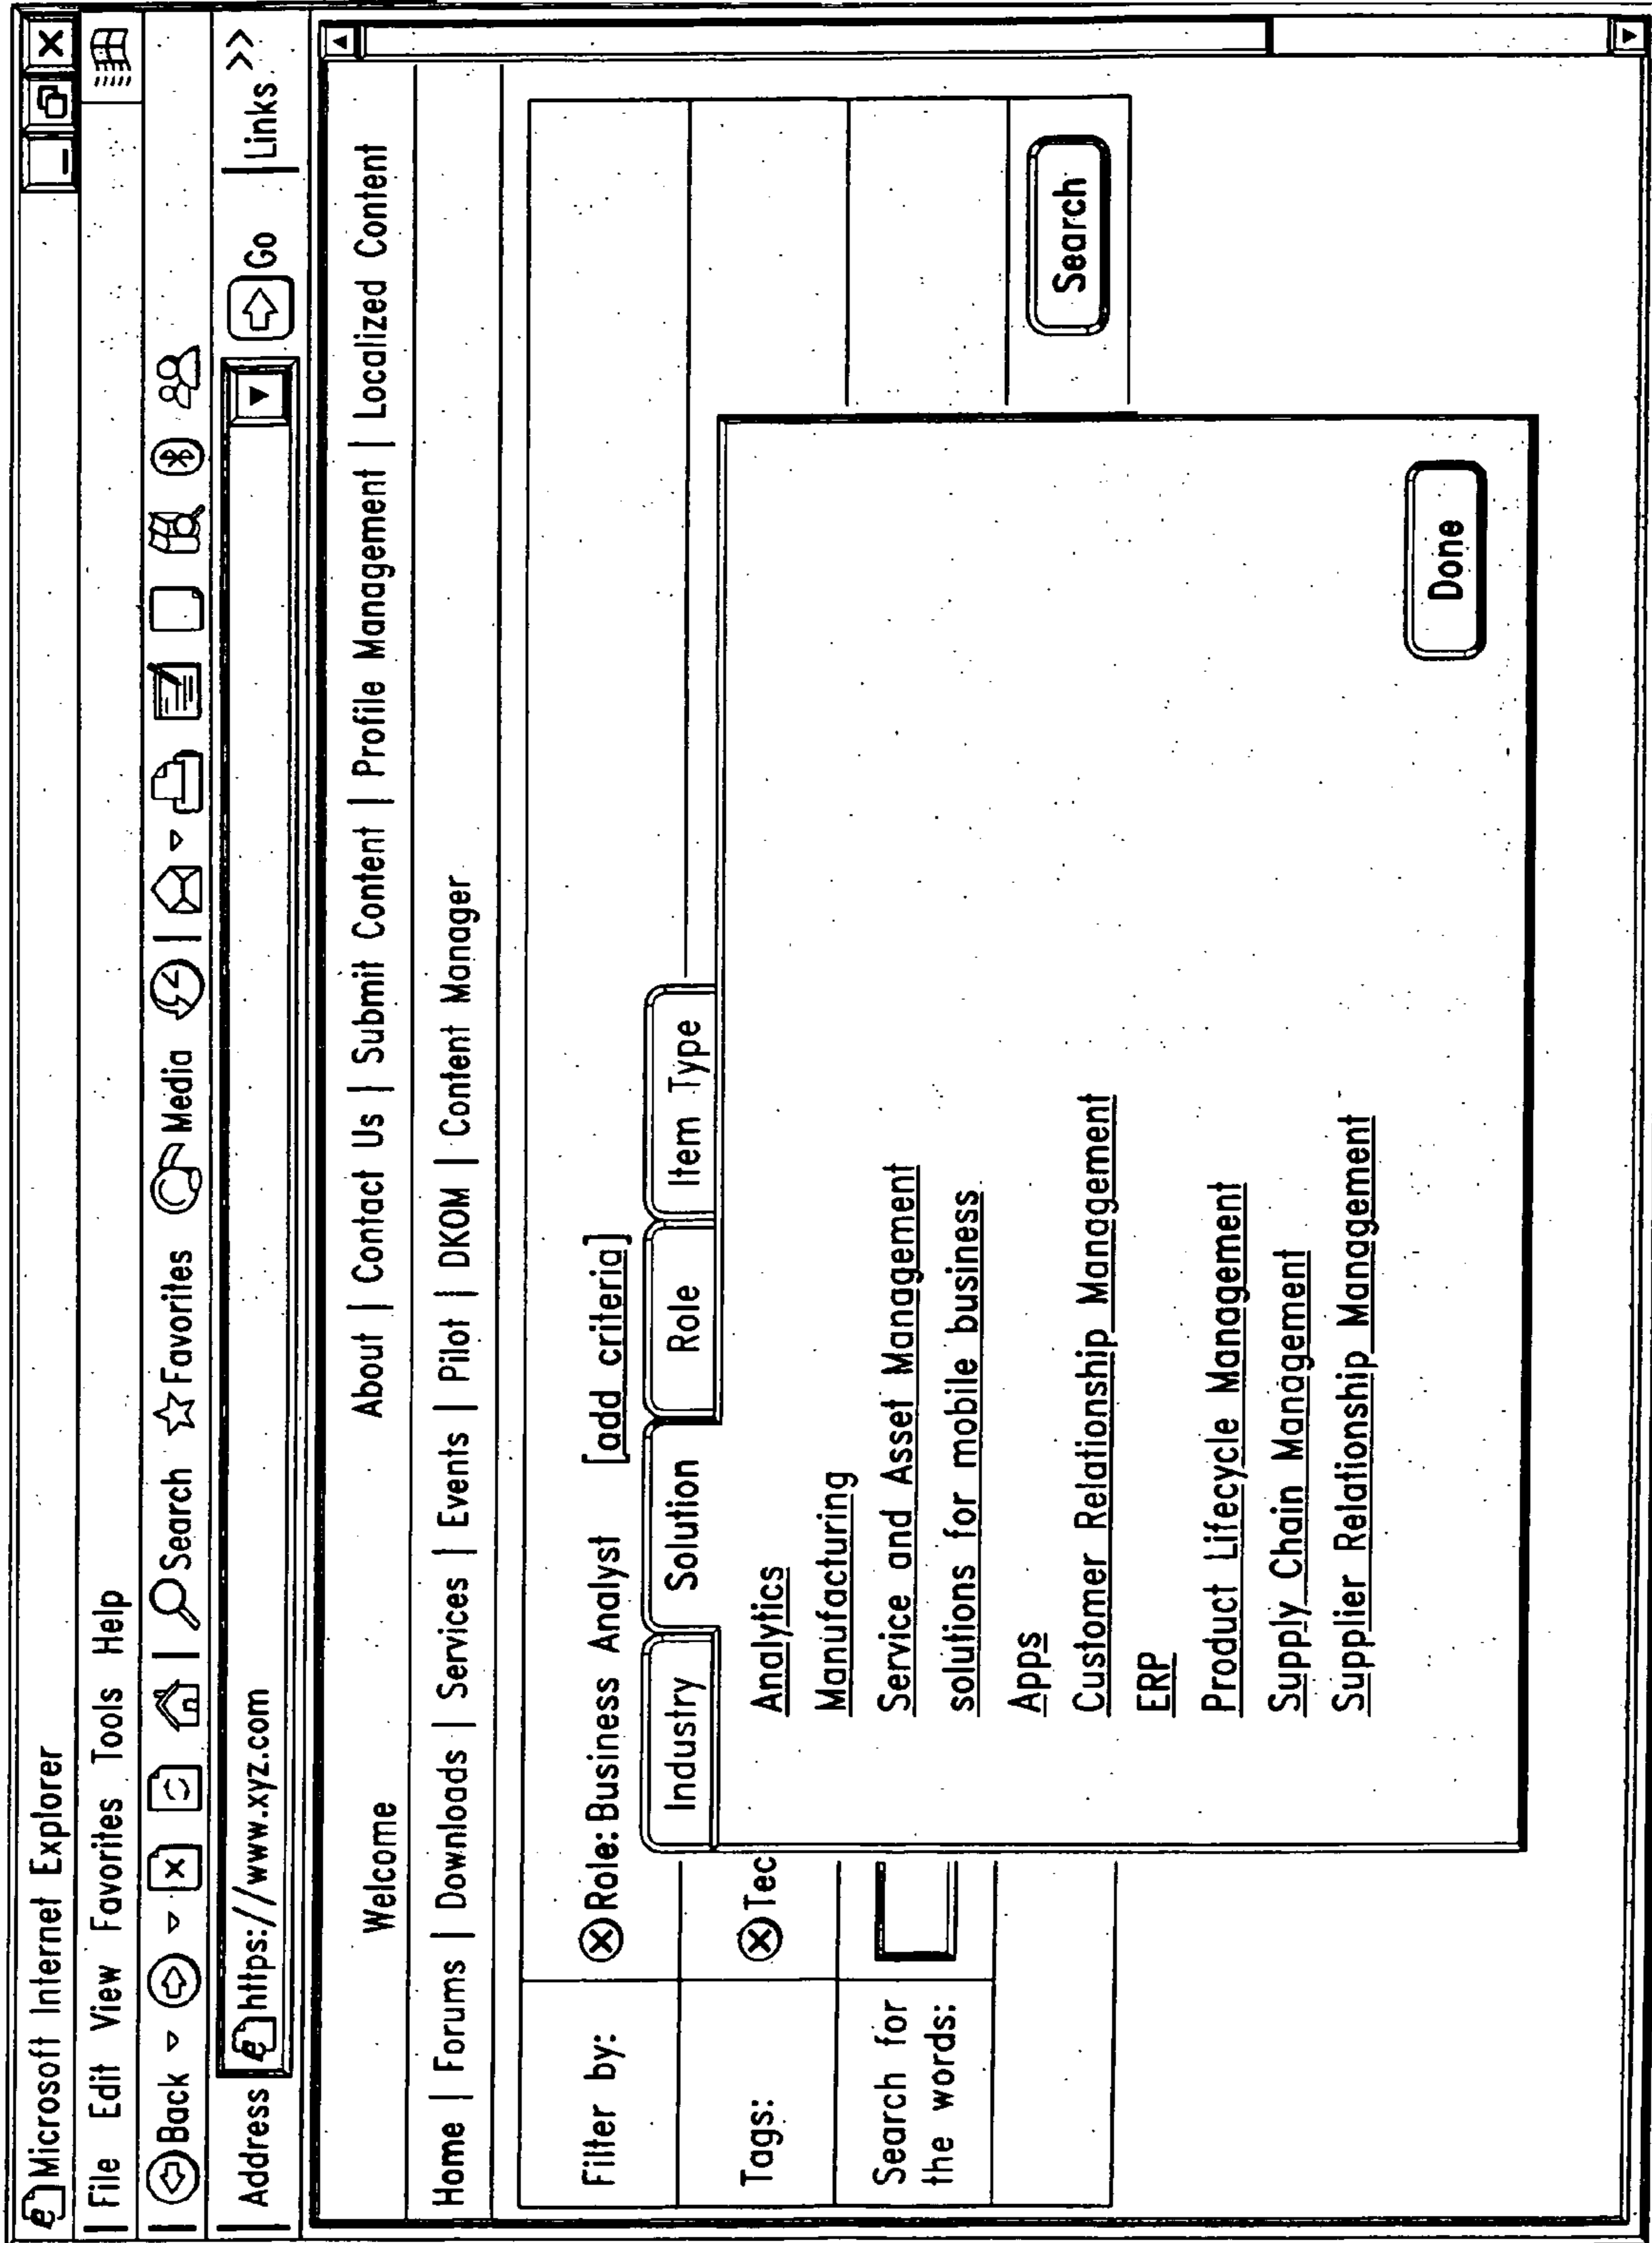 Microsoft Internet Explorer
File Edit View Favorites Tools Help
Back Search Favorites Media
Address https://www.xyz.com Go Links >>
Welcome About | Contact Us | Submit Content | Profile Management | Localized Content
Home | Forums | Downloads | Services | Events | Pilot | DKOM | Content Manager
Filter by: Role: Business Analyst [add criteria]
Industry Solution Role Item Type
Tags: Tec
Analytics
Manufacturing
Search for
the words:
Service and Asset Management
solutions for mobile business
Apps
Search
Customer Relationship Management
ERP
Product Lifecycle Management
Supply Chain Management
Supplier Relationship Management
Done